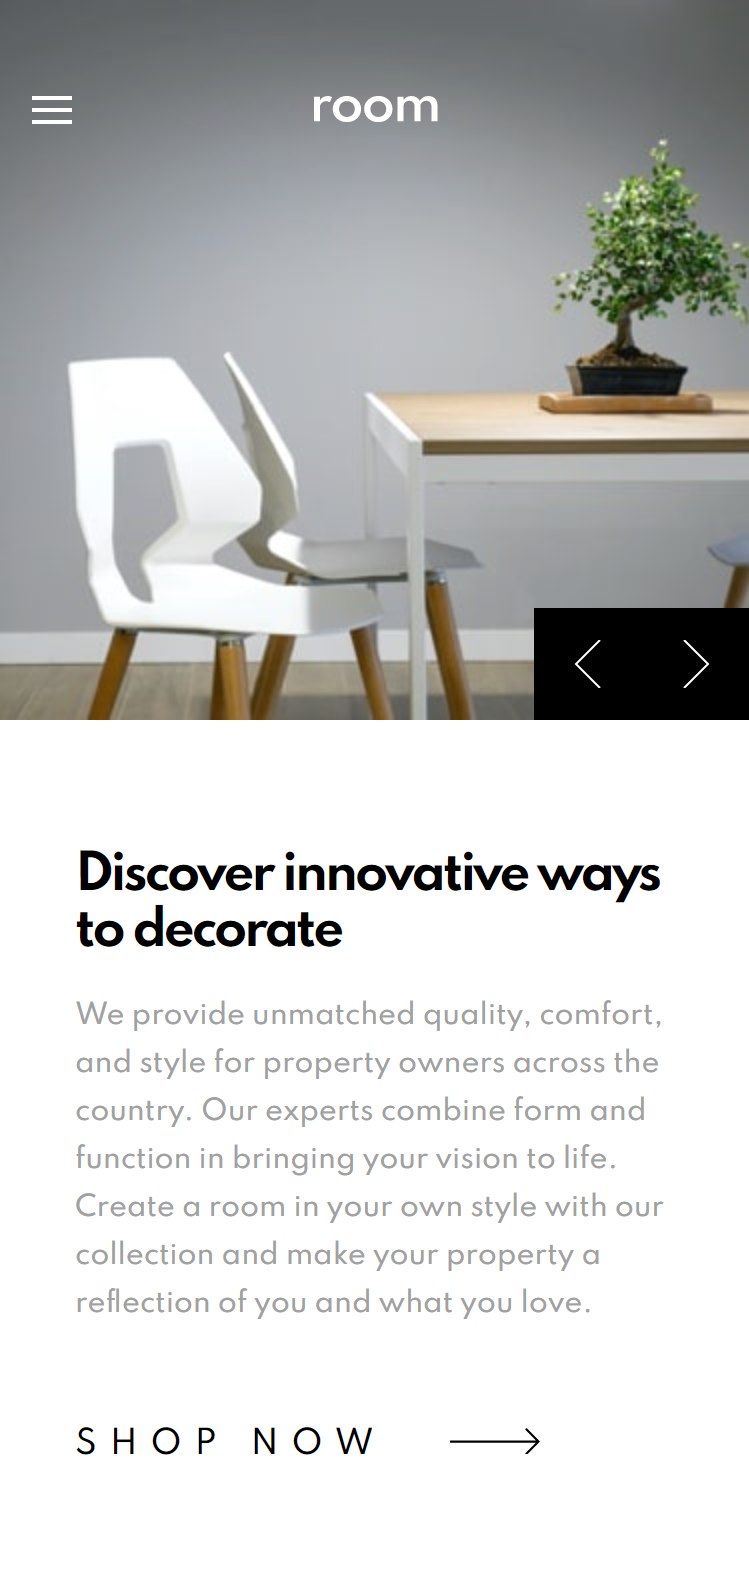 room
Discover innovative ways
to decorate
We provide unmatched quality, comfort,
and style for property owners across the
country. Our experts combine form and
function in bringing your vision to life.
Create a room in your own style with our
collection and make your property a
reflection of you and what you love.
SHOP NOW